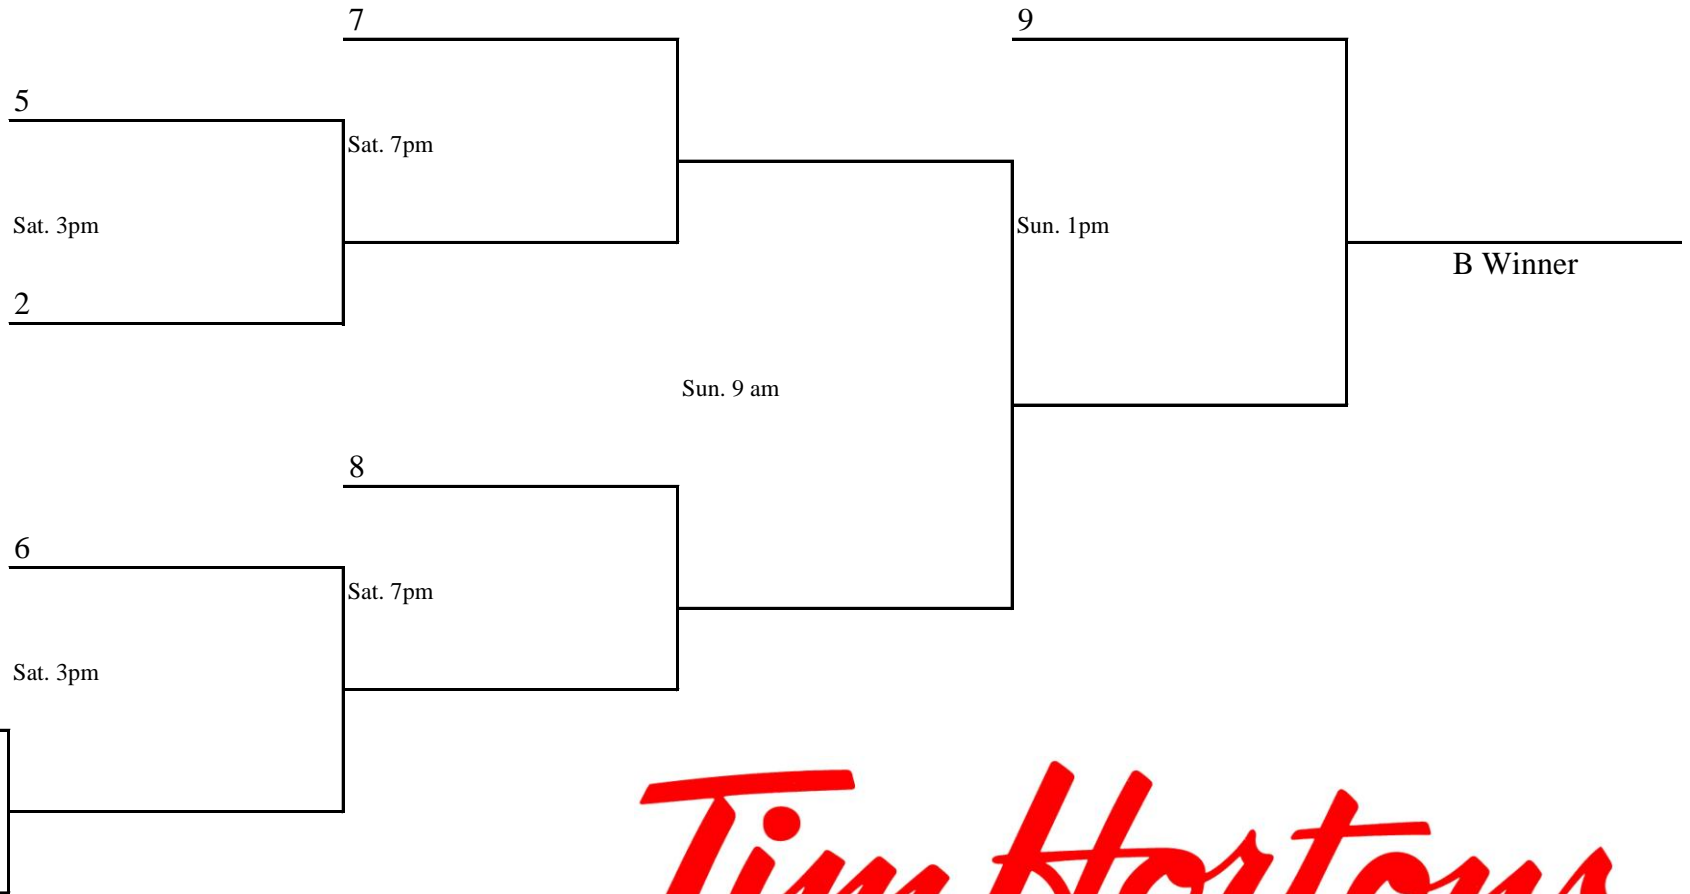 7
9
5
Sat. 7pm
Sat. 3pm
Sun. 1pm
B Winner
2
Sun. 9 am
8
6
Sat. 7pm
Sat. 3pm
Tim Hortons